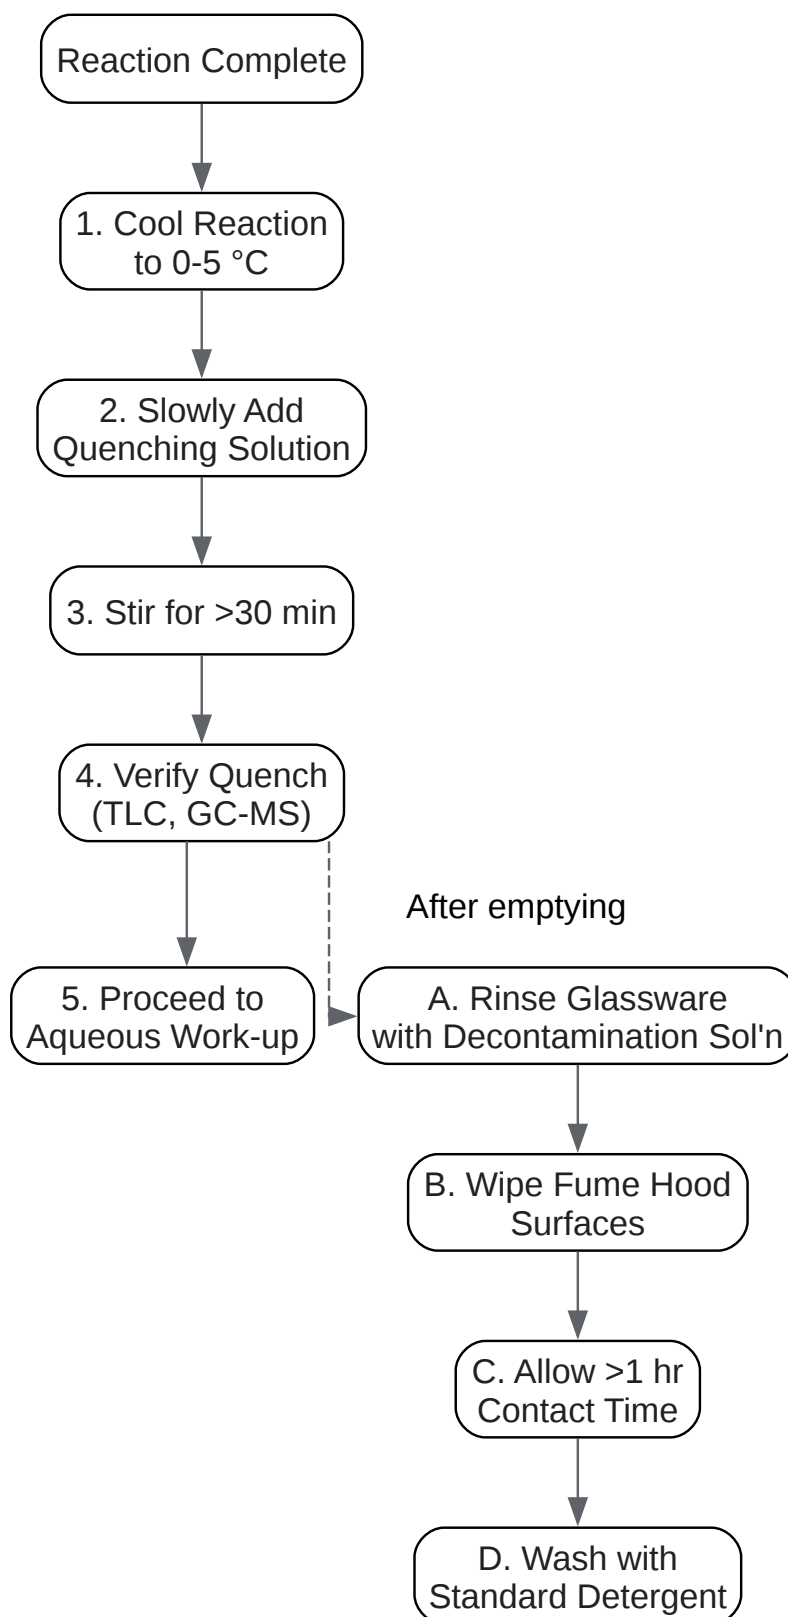 Reaction Complete
1. Cool Reaction
to 0-5 °C
2. Slowly Add
Quenching Solution
3. Stir for >30 min
4. Verify Quench
(TLC, GC-MS)
After emptying
5. Proceed to
Aqueous Work-up
A. Rinse Glassware
with Decontamination Sol'n
B. Wipe Fume Hood
Surfaces
C. Allow >1 hr
Contact Time
D. Wash with
Standard Detergent